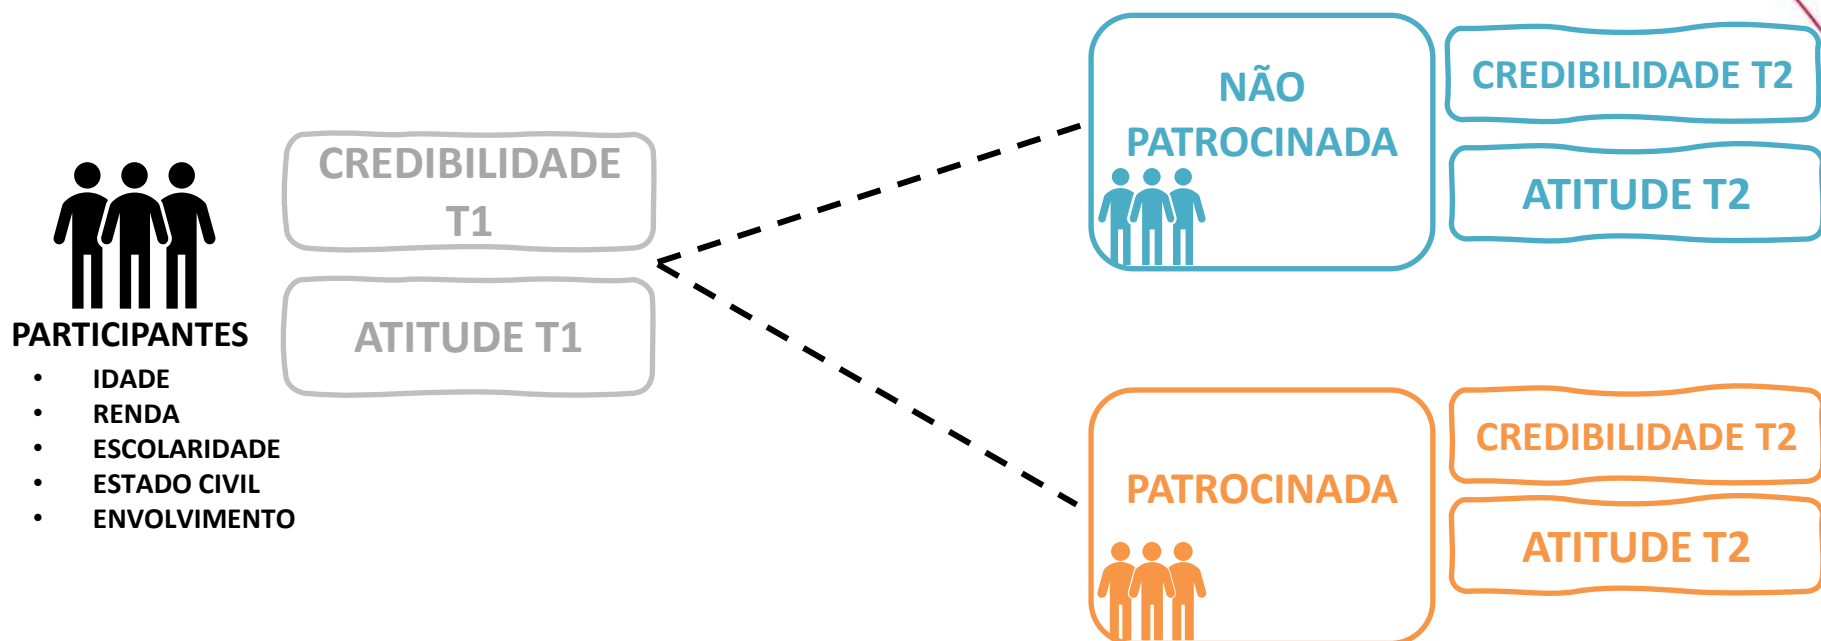 PARTICIPANTES
• IDADE
• RENDA
• ESCOLARIDADE
• ESTADO CIVIL
• ENVOLVIMENTO
CREDIBILIDADE
T1
ATITUDE T1
NÃO
PATROCINADA
CREDIBILIDADE T2
ATITUDE T2
PATROCINADA
CREDIBILIDADE T2
ATITUDE T2